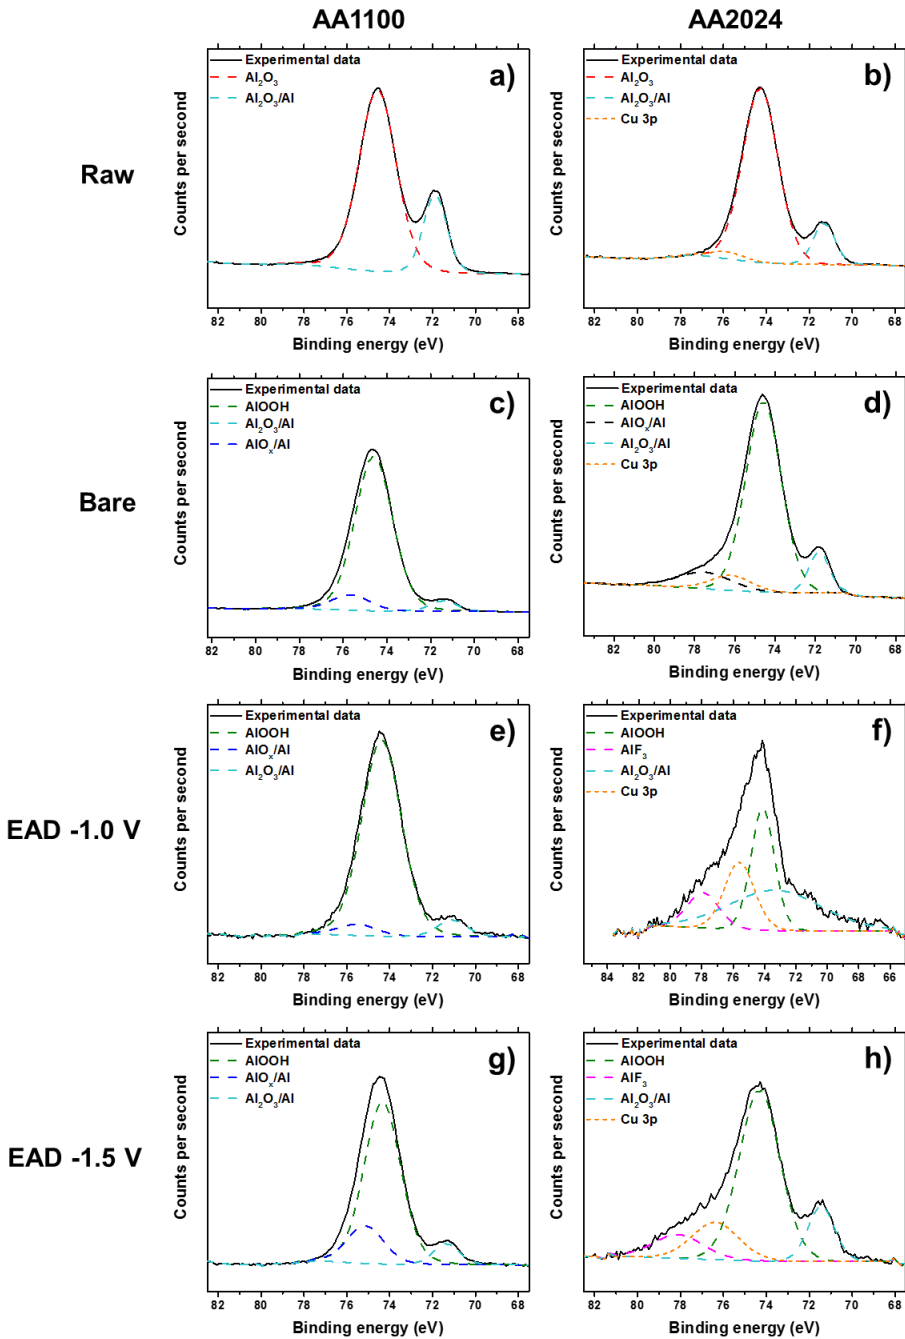 AA1100
AA2024
Raw
a)
Experimental data
Al2O3
Al2O3/Al
Counts per second
82 80 78 76 74 72 70 68
Binding energy (eV)
b)
Experimental data
Al2O3
Al2O3/Al
Cu 3p
Counts per second
82 80 78 76 74 72 70 68
Binding energy (eV)
Bare
c)
Experimental data
AlOOH
Al2O3/Al
AlOx/Al
Counts per second
82 80 78 76 74 72 70 68
Binding energy (eV)
d)
Experimental data
AlOOH
AlOx/Al
Al2O3/Al
Cu 3p
Counts per second
82 80 78 76 74 72 70 68
Binding energy (eV)
EAD -1.0 V
e)
Experimental data
AlOOH
AlOx/Al
Al2O3/Al
Counts per second
82 80 78 76 74 72 70 68
Binding energy (eV)
f)
Experimental data
AlOOH
AlF3
Al2O3/Al
Cu 3p
Counts per second
85 84 82 80 78 76 74 72 70 68 66
Binding energy (eV)
EAD -1.5 V
g)
Experimental data
AlOOH
AlOx/Al
Al2O3/Al
Counts per second
82 80 78 76 74 72 70 68
Binding energy (eV)
h)
Experimental data
AlOOH
AlF3
Al2O3/Al
Cu 3p
Counts per second
82 80 78 76 74 72 70 68
Binding energy (eV)